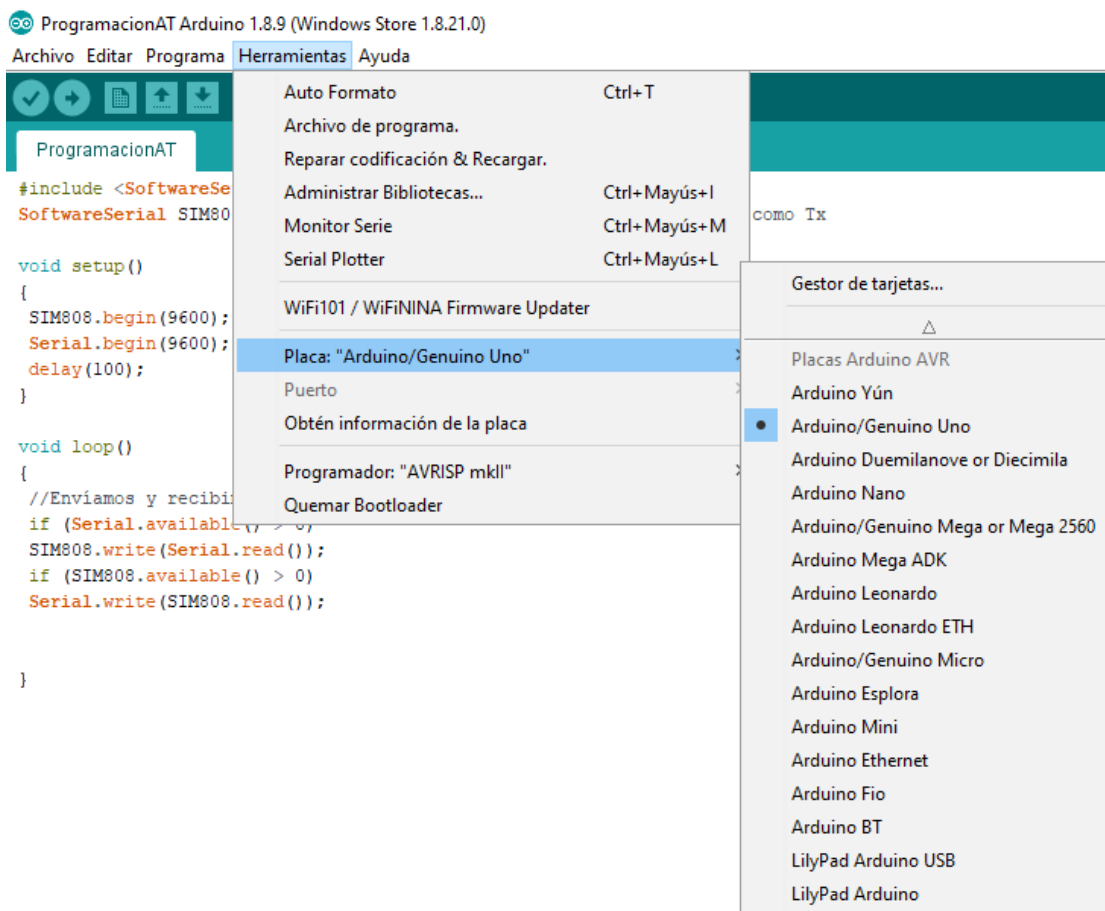 ProgramacionAT Arduino 1.8.9 (Windows Store 1.8.21.0)
Archivo Editar Programa Herramientas Ayuda
ProgramacionAT
#include <SoftwareSe
SoftwareSerial SIM80
como Tx
void setup()
{
SIM808.begin(9600);
Serial.begin(9600);
delay(100);
}
void loop()
{
//Envíamos y recibi
if (Serial.available() > 0)
SIM808.write(Serial.read());
if (SIM808.available() > 0)
Serial.write(SIM808.read());
}
Auto Formato Ctrl+T
Archivo de programa.
Reparar codificación & Recargar.
Administrar Bibliotecas... Ctrl+Mayús+I
Monitor Serie Ctrl+Mayús+M
Serial Plotter Ctrl+Mayús+L
WiFi101 / WiFiNINA Firmware Updater
Placa: "Arduino/Genuino Uno"
Puerto
Obtén información de la placa
Programador: "AVRISP mkII"
Quemar Bootloader
Gestor de tarjetas...
Placas Arduino AVR
Arduino Yún
Arduino/Genuino Uno
Arduino Duemilanove or Diecimila
Arduino Nano
Arduino/Genuino Mega or Mega 2560
Arduino Mega ADK
Arduino Leonardo
Arduino Leonardo ETH
Arduino/Genuino Micro
Arduino Esplora
Arduino Mini
Arduino Ethernet
Arduino Fio
Arduino BT
LilyPad Arduino USB
LilyPad Arduino